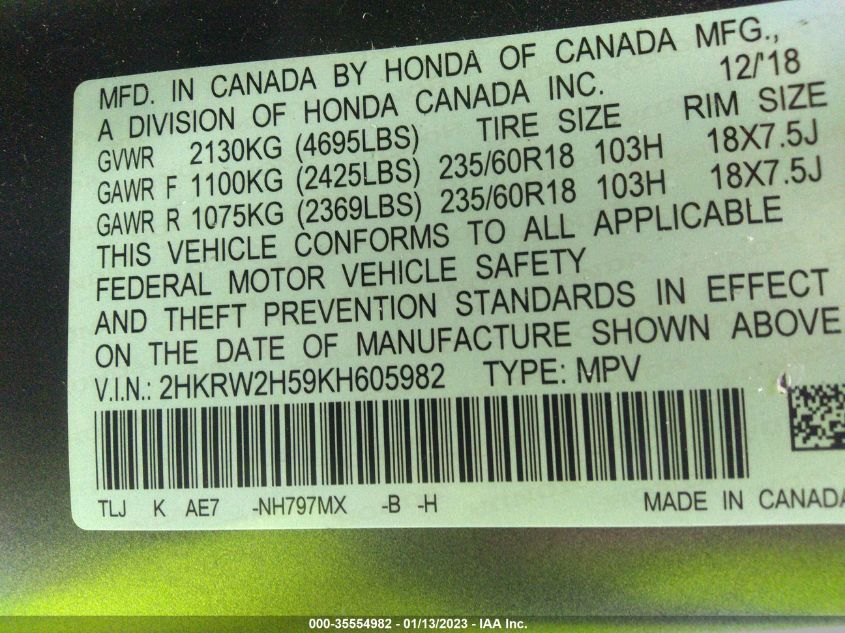 MFD. IN CANADA BY HONDA OF CANADA MFG.,
A DIVISION OF HONDA CANADA INC. 12/'18
GVWR 2130KG (4695LBS) TIRE SIZE RIM SIZE
GAWR F 1100KG (2425LBS) 235/60R18 103H 18X7.5J
GAWR R 1075KG (2369LBS) 235/60R18 103H 18X7.5J
THIS VEHICLE CONFORMS TO ALL APPLICABLE
FEDERAL MOTOR VEHICLE SAFETY
AND THEFT PREVENTION STANDARDS IN EFFECT
ON THE DATE OF MANUFACTURE SHOWN ABOVE
V.I.N.: 2HKRW2H59KH605982 TYPE: MPV
TLJ K AE7 -NH797MX -B -H MADE IN CANADA
000-35554982 - 01/13/2023 - IAA Inc.